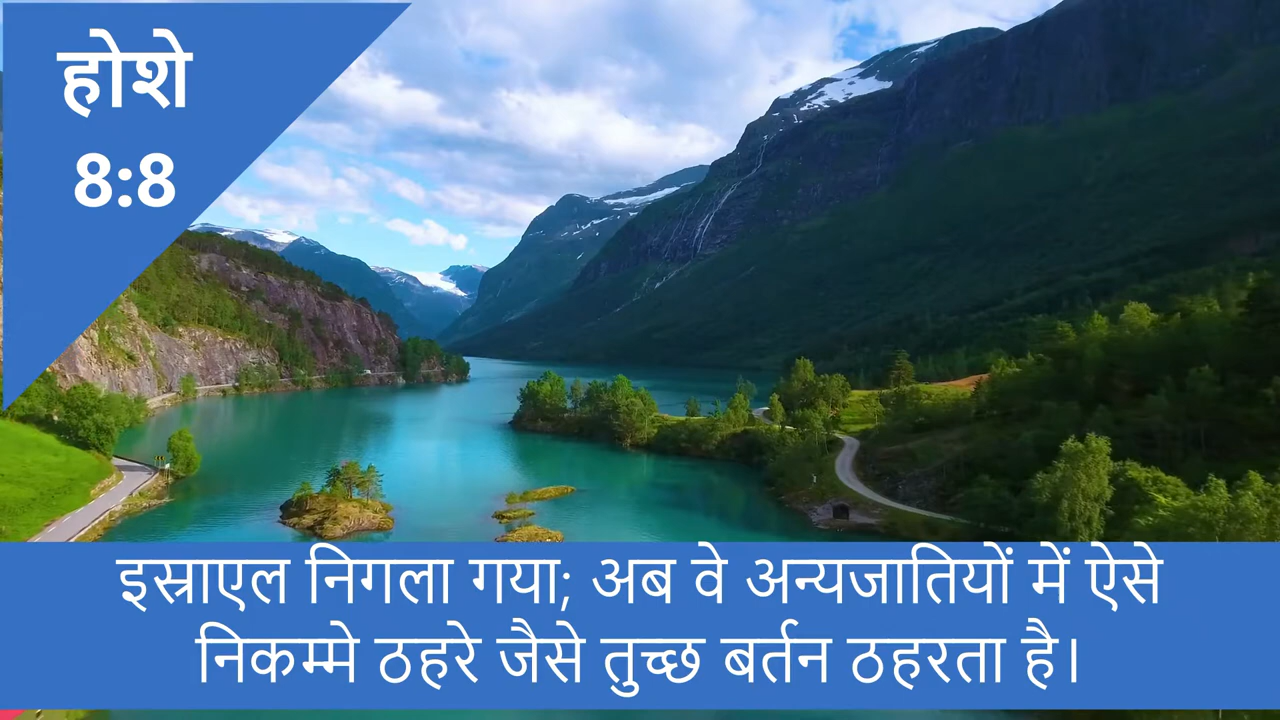 होशे
8:8
इस्राएल निगला गया; अब वे अन्यजातियों में ऐसे
निकम्मे ठहरे जैसे तुच्छ बर्तन ठहरता है।